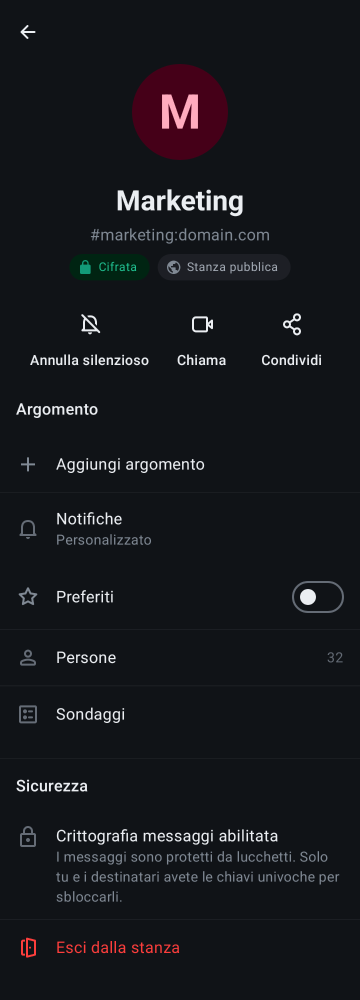 M
Marketing
#marketing:domain.com
Cifrata
Stanza pubblica
Annulla silenzioso
Chiama
Condividi
Argomento
Aggiungi argomento
Notifiche
Personalizzato
Preferiti
Persone
32
Sondaggi
Sicurezza
Crittografia messaggi abilitata
I messaggi sono protetti da lucchetti. Solo
tu e i destinatari avete le chiavi univoche per
sbloccarli.
Esci dalla stanza